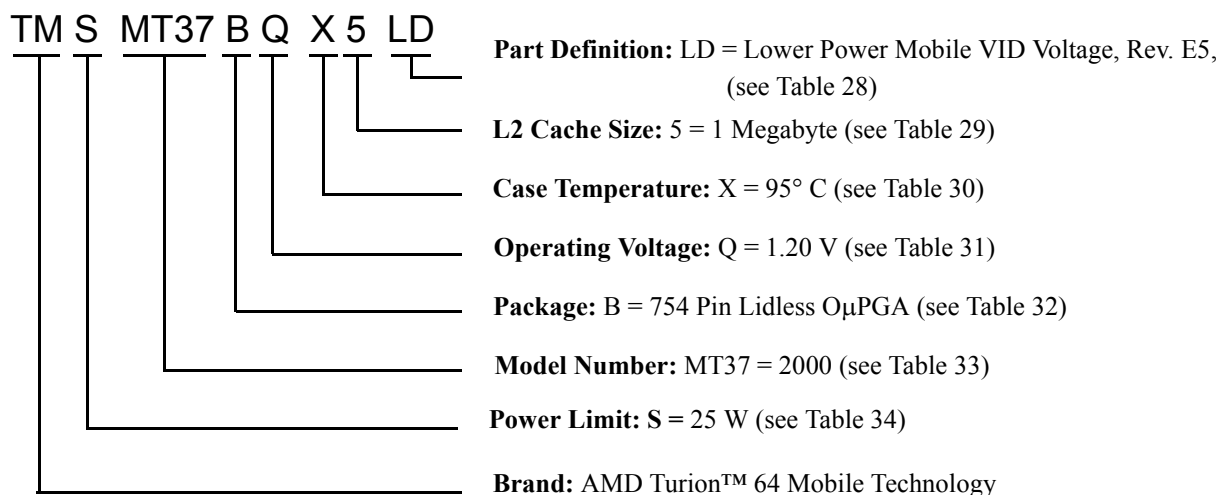 TM S MT37 B Q X 5 LD
Part Definition: LD = Lower Power Mobile VID Voltage, Rev. E5,
(see Table 28)
L2 Cache Size: 5 = 1 Megabyte (see Table 29)
Case Temperature: X = 95° C (see Table 30)
Operating Voltage: Q = 1.20 V (see Table 31)
Package: B = 754 Pin Lidless OµPGA (see Table 32)
Model Number: MT37 = 2000 (see Table 33)
Power Limit: S = 25 W (see Table 34)
Brand: AMD Turion™ 64 Mobile Technology